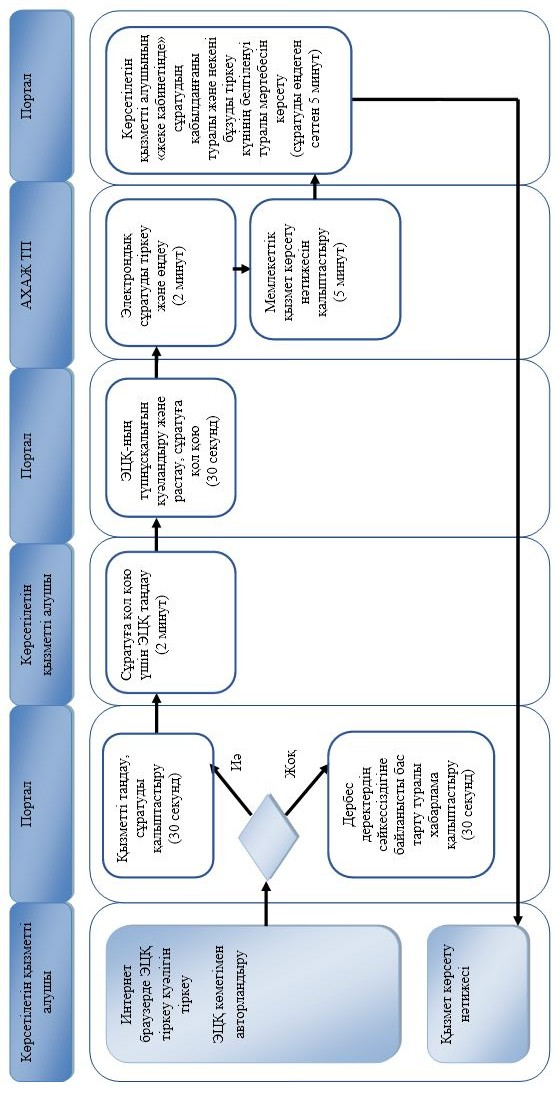 Көрсетілетін қызметті
алушы
Портал
Көрсетілетін
қызметті алушы
Портал
АХАЖ ТП
Портал
Интернет
браузерде ЭЦҚ
тіркеу куәлігін
тіркеу
ЭЦҚ көмегімен
авторландыру
Қызметті таңдау,
сұратуды
қалыптастыру
(30 секунд)
Иә
Жоқ
Дербес
деректердің
сәйкессіздігіне
байланысты бас
тарту туралы
хабарлама
қалыптастыру
(30 секунд)
Сұратуға қол қою
үшін ЭЦҚ таңдау
(2 минут)
ЭЦҚ-ның
түпнұсқалығын
куәландыру және
растау, сұратуға
қол қою
(30 секунд)
Электрондық
сұратуды тіркеу
және өңдеу
(2 минут)
Мемлекеттік
қызмет көрсету
нәтижесін
қалыптастыру
(5 минут)
Көрсетілетін
қызметті алушының
«жеке кабинетінде»
сұратудың
қабылданғаны
туралы және некені
бұзуды тіркеу
күнінің белгіленуі
туралы мәртебесін
көрсету
(сұратуды өңдеген
сәттен 5 минут)
Қызмет көрсету
нәтижесі